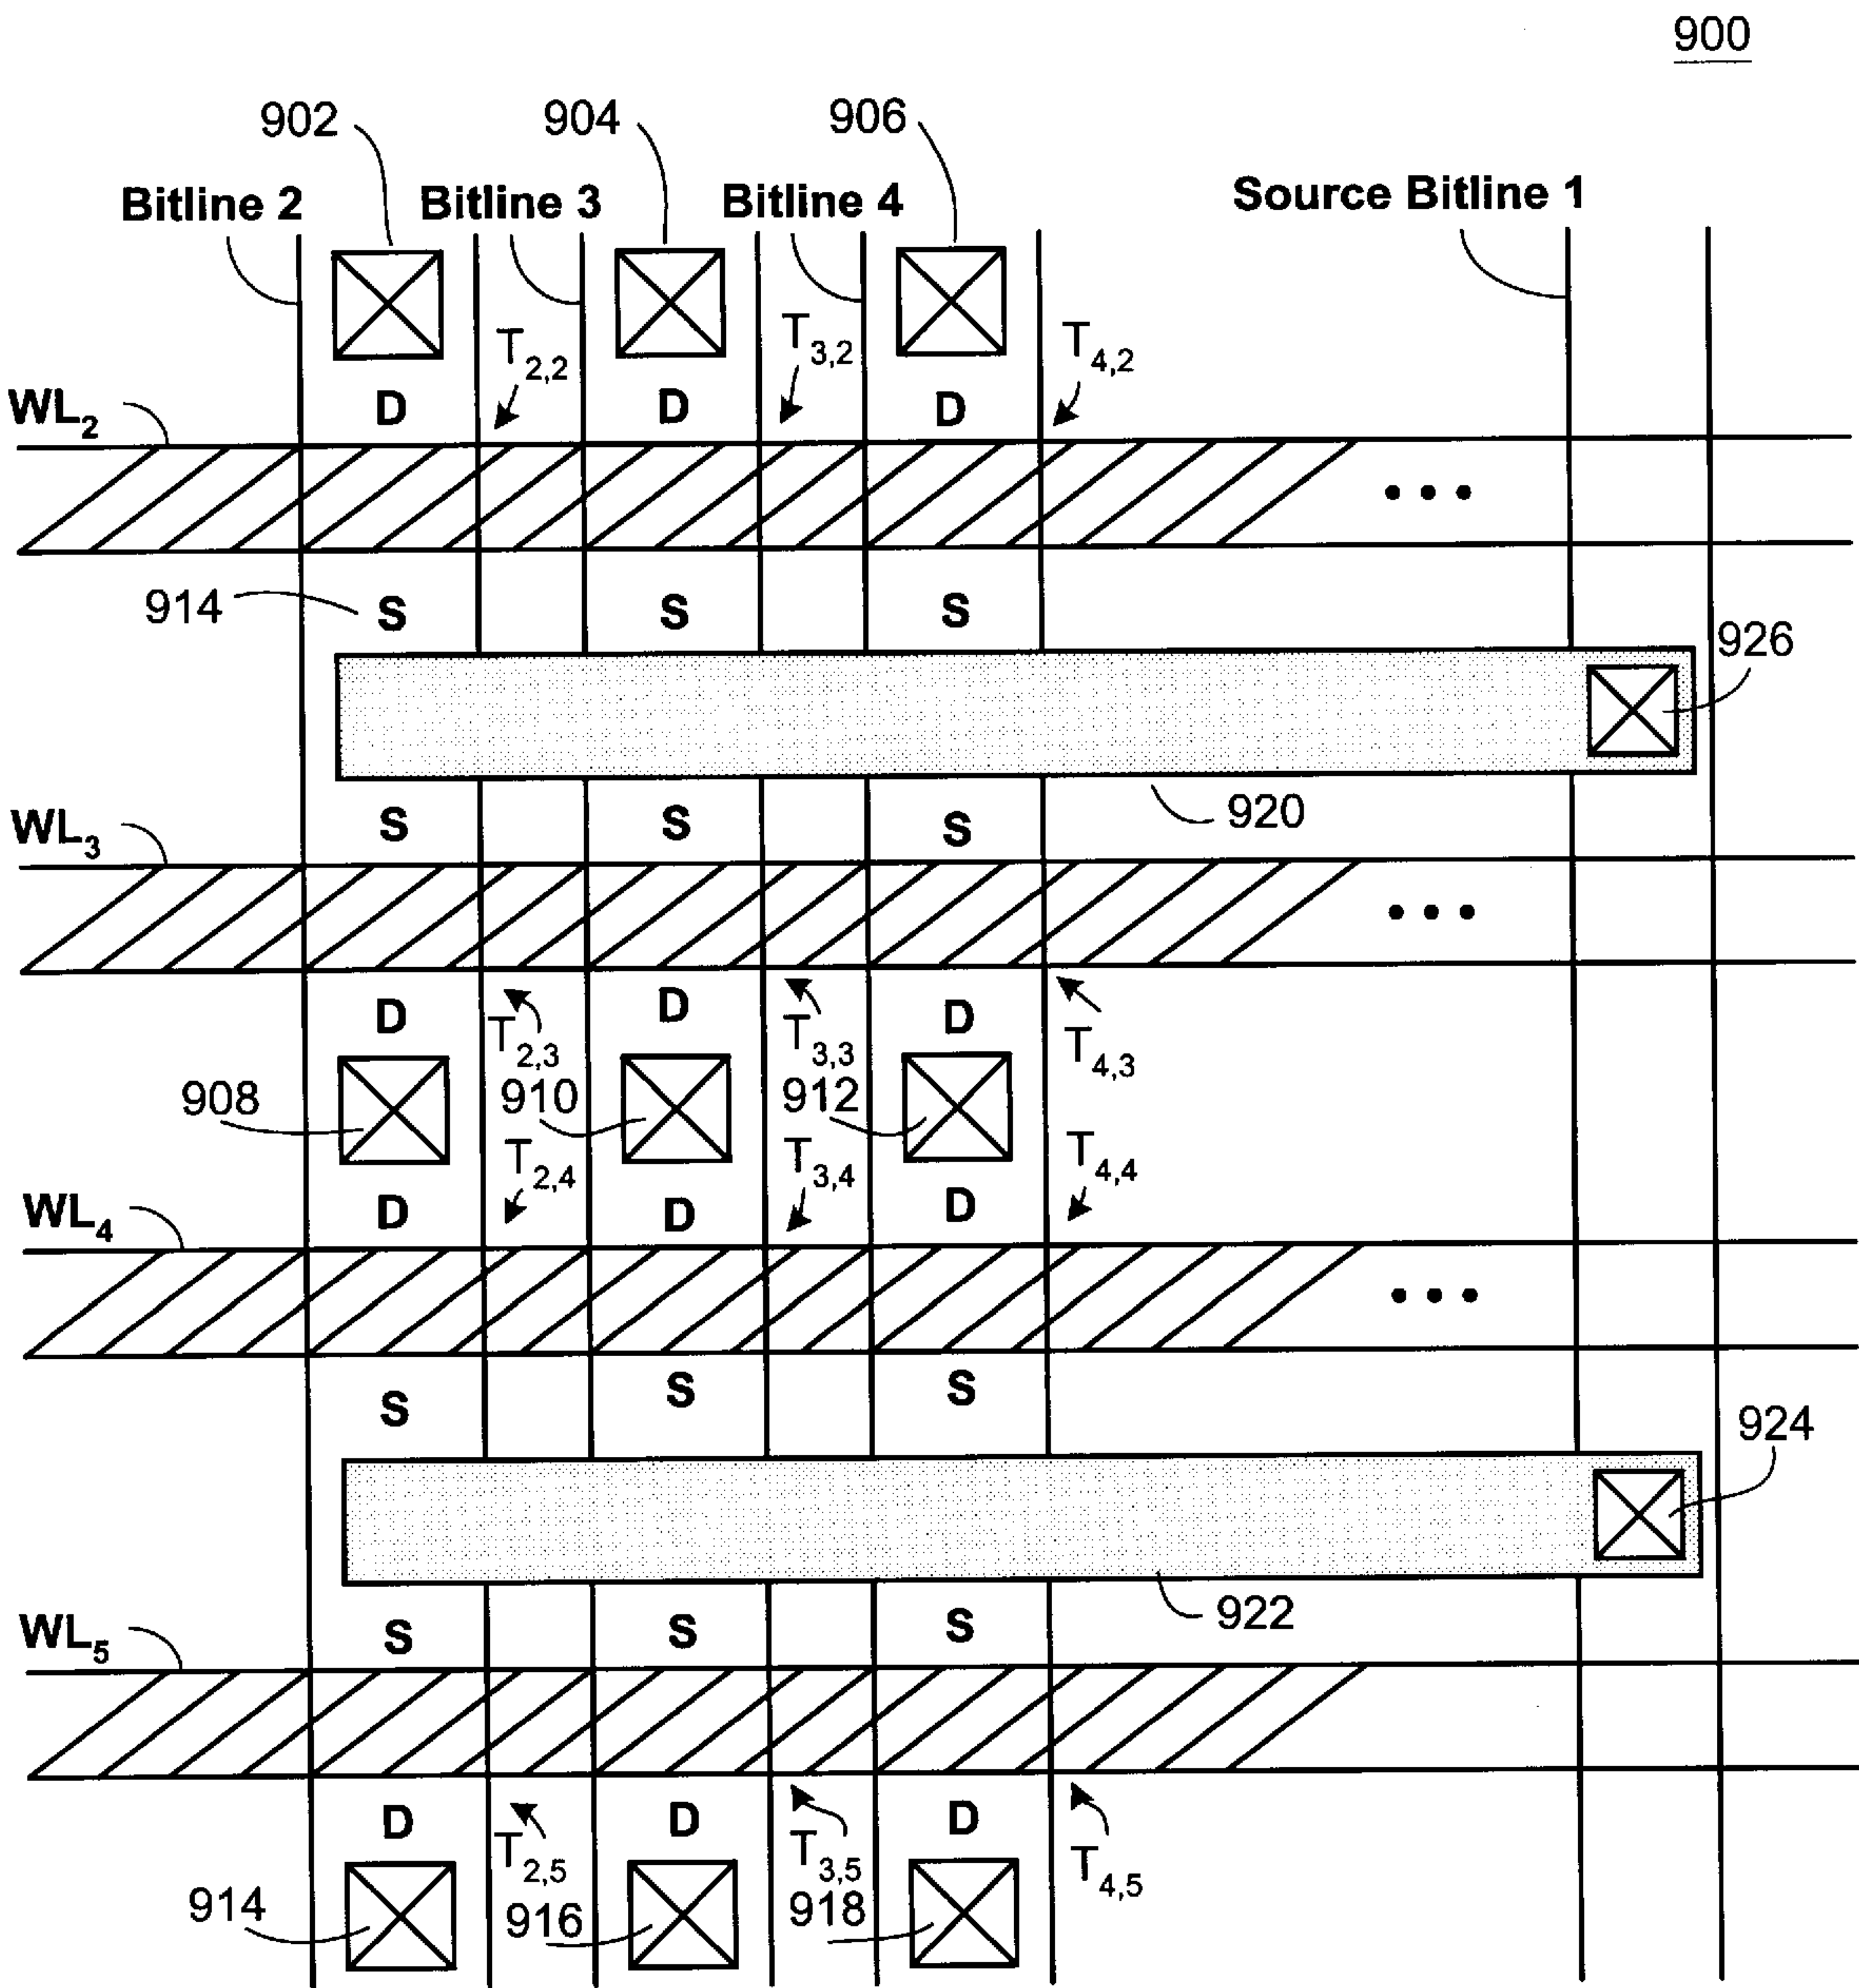 900
902 904 906
Bitline 2 Bitline 3 Bitline 4 Source Bitline 1
T2,2 T3,2 T4,2
WL2 D D D
• • •
914 S S S
926
920
WL3 S S S
• • •
D D D
T2,3 T3,3 T4,3
908 910 912
T2,4 T3,4 T4,4
WL4 D D D
• • •
S S S
924
922
WL5 S S S
D D D
T2,5 T3,5 T4,5
914 916 918